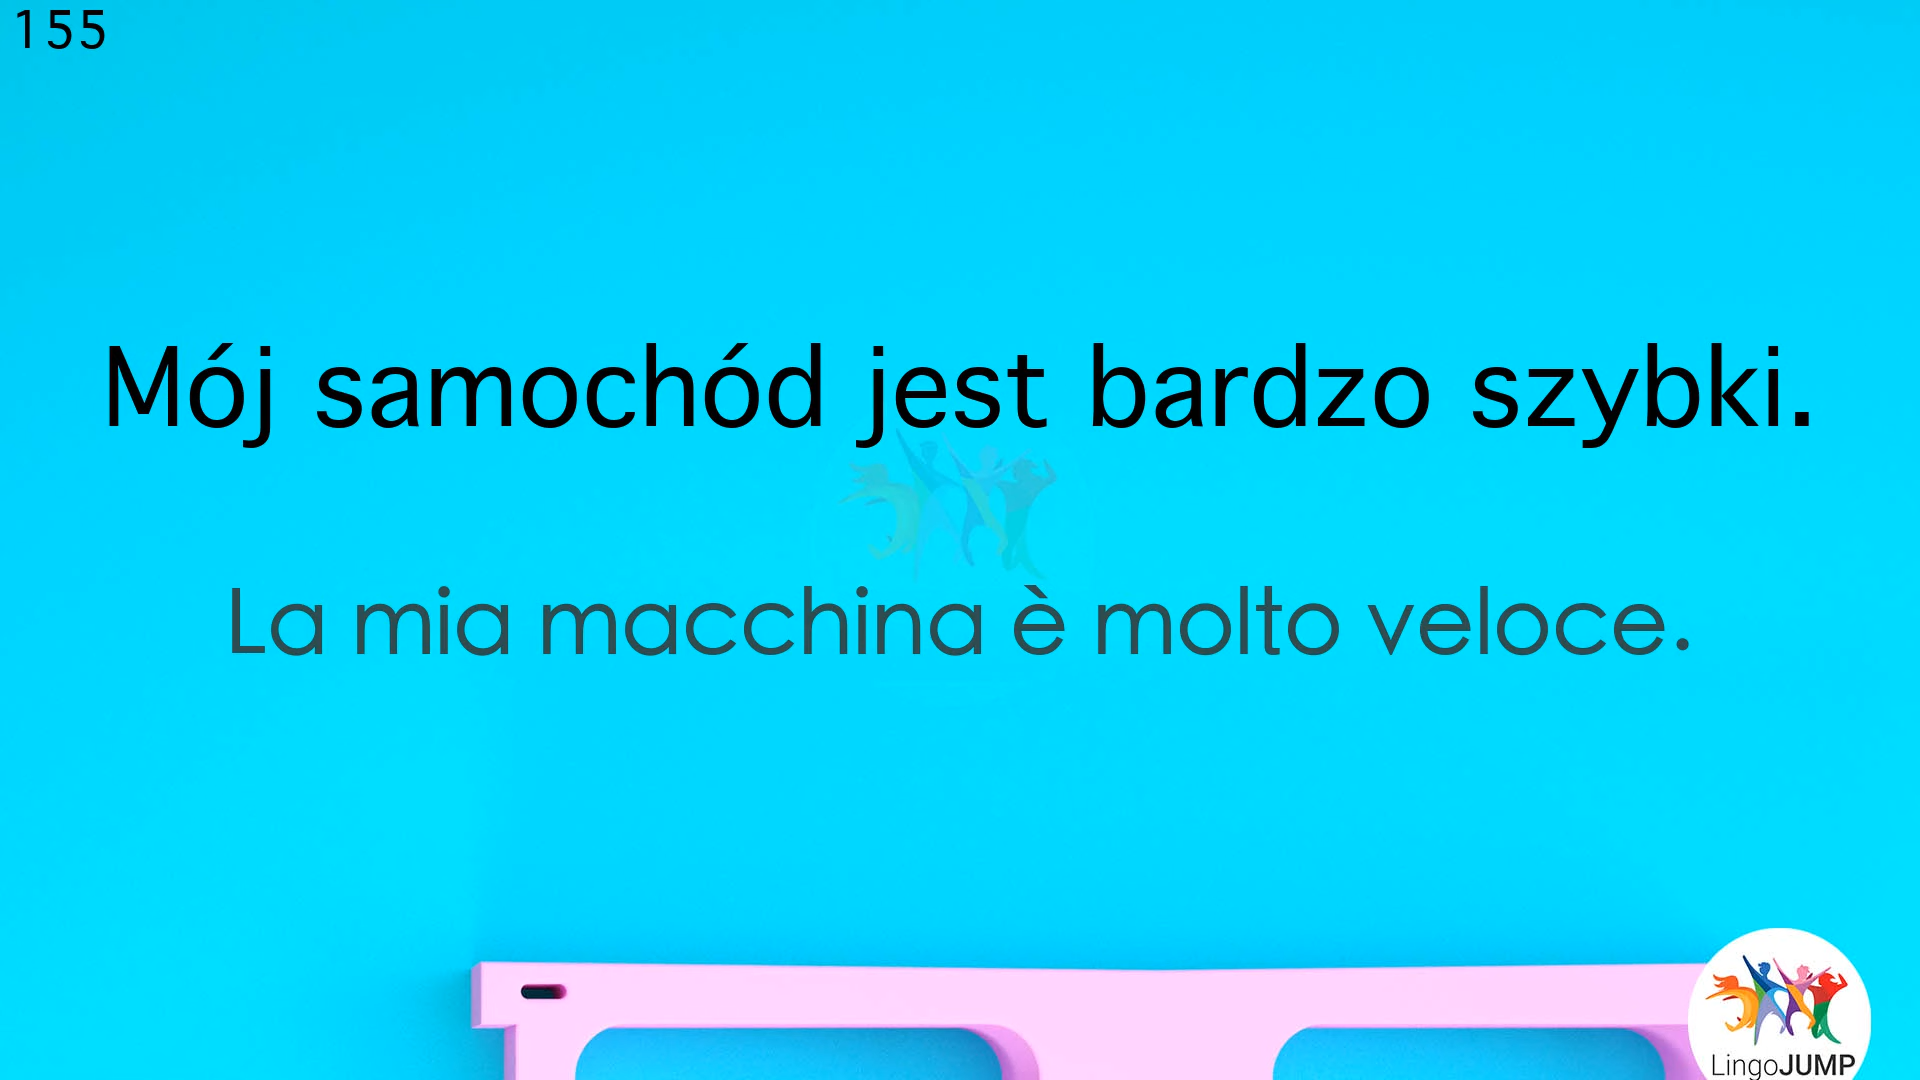 155
Mój samochód jest bardzo szybki.
La mia macchina è molto veloce.
LingoJUMP